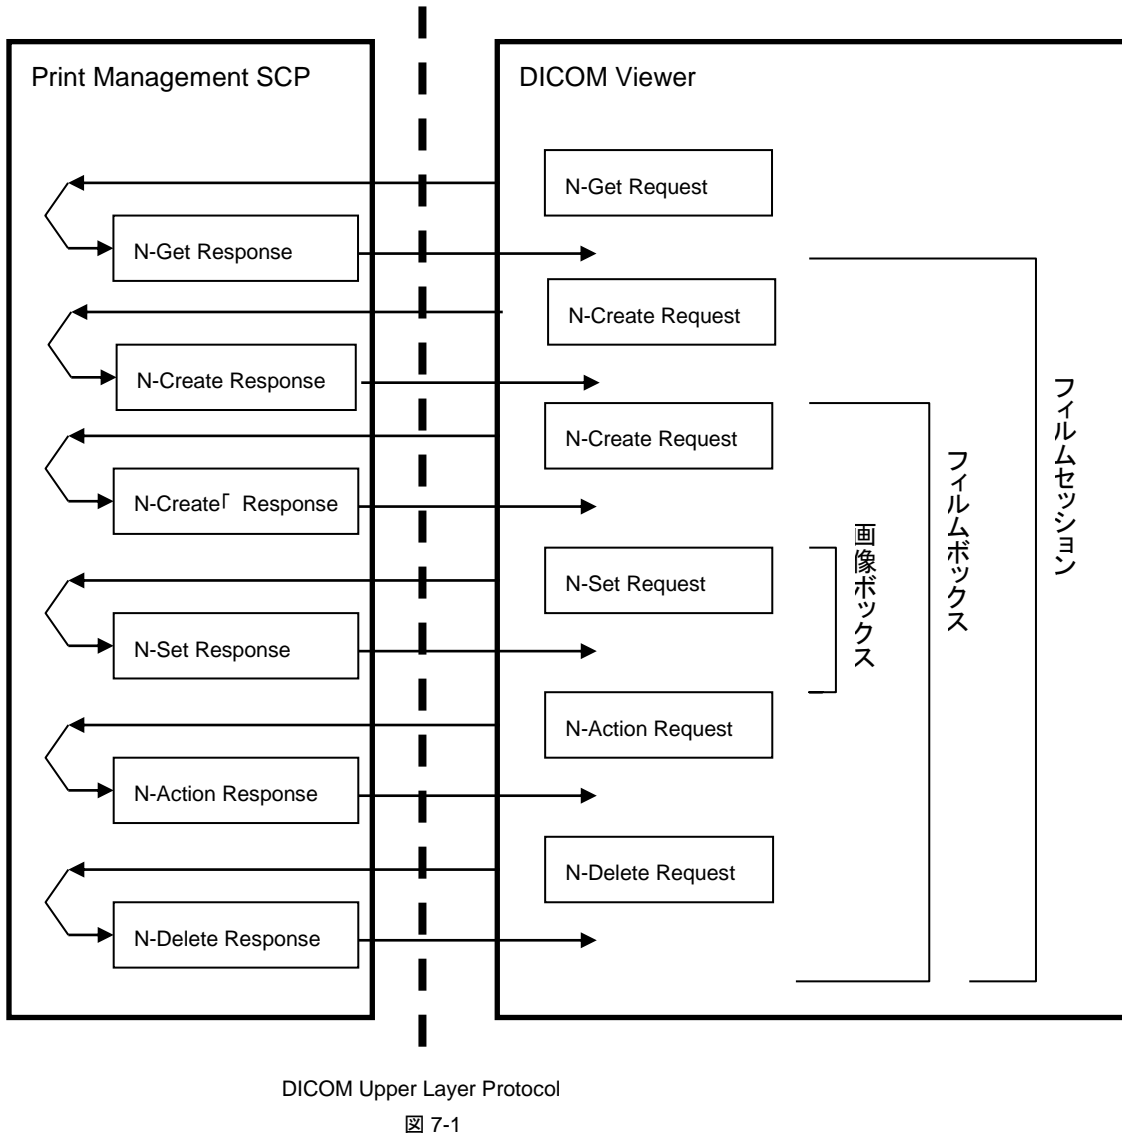 Print Management SCP
DICOM Viewer
N-Get Request
N-Get Response
N-Create Request
N-Create Response
N-Create Request
N-Create｢ Response
N-Set Request
N-Set Response
N-Action Request
N-Action Response
N-Delete Request
N-Delete Response
画像ボックス
フィルムボックス
フィルムセッション
DICOM Upper Layer Protocol
図 7-1